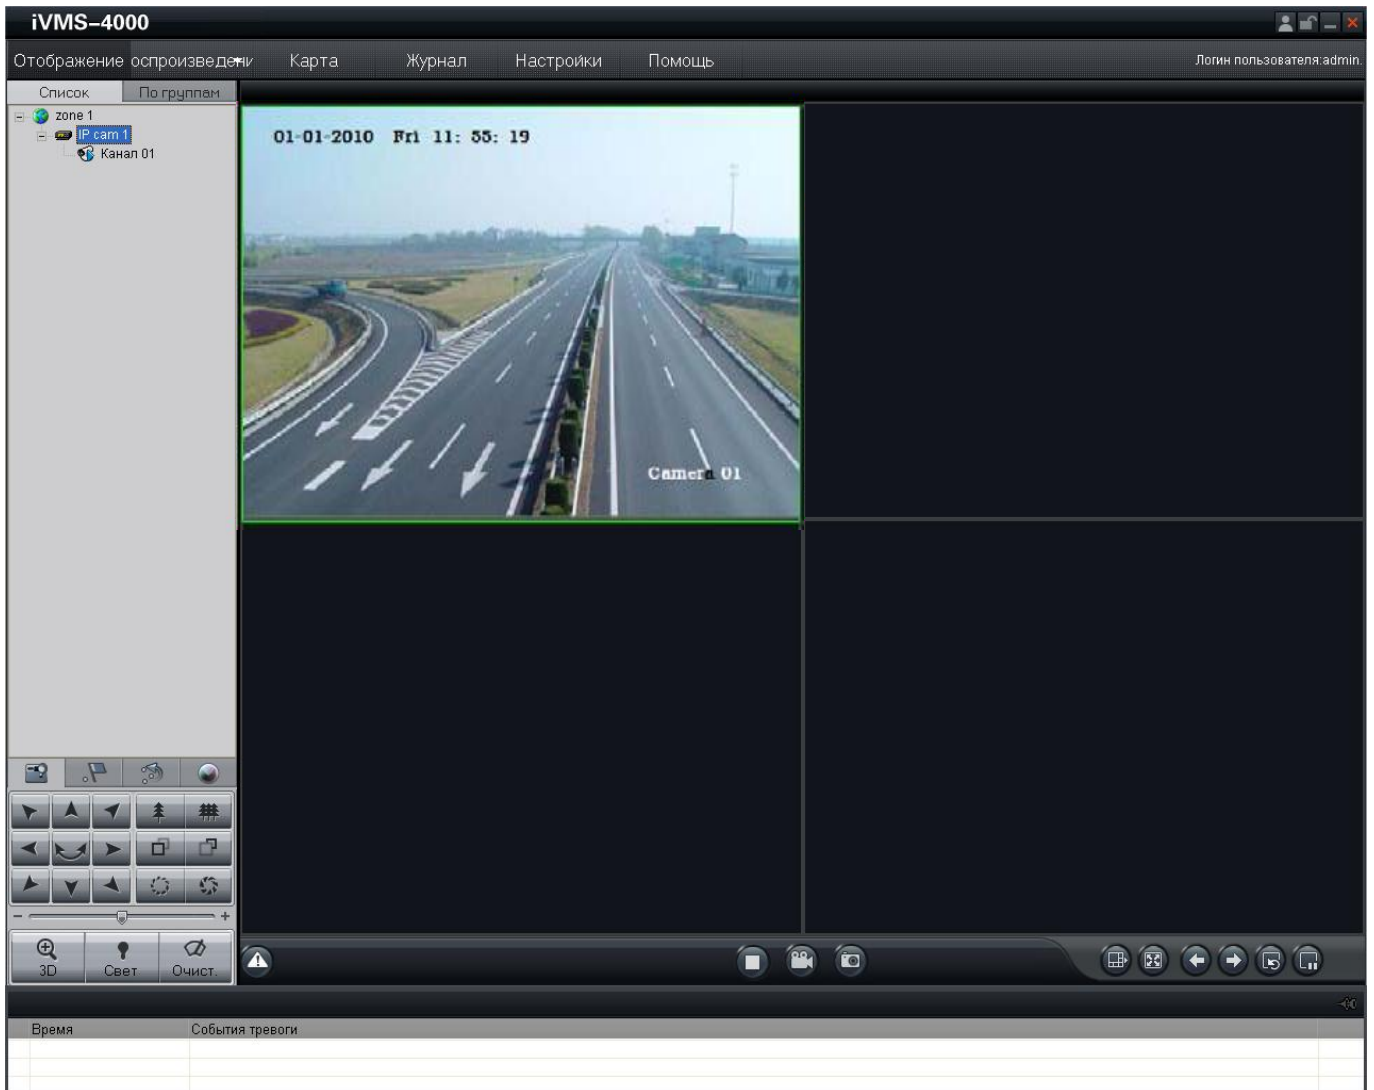 iVMS-4000
Отображение оспроизведени Карта Журнал Настройки Помощь Логин пользователя:admin.
Список По группам
zone 1
IP cam 1
Канал 01
01-01-2010 Fri 11: 55: 19
Camera 01
- +
3D Свет Очист.
Время События тревоги